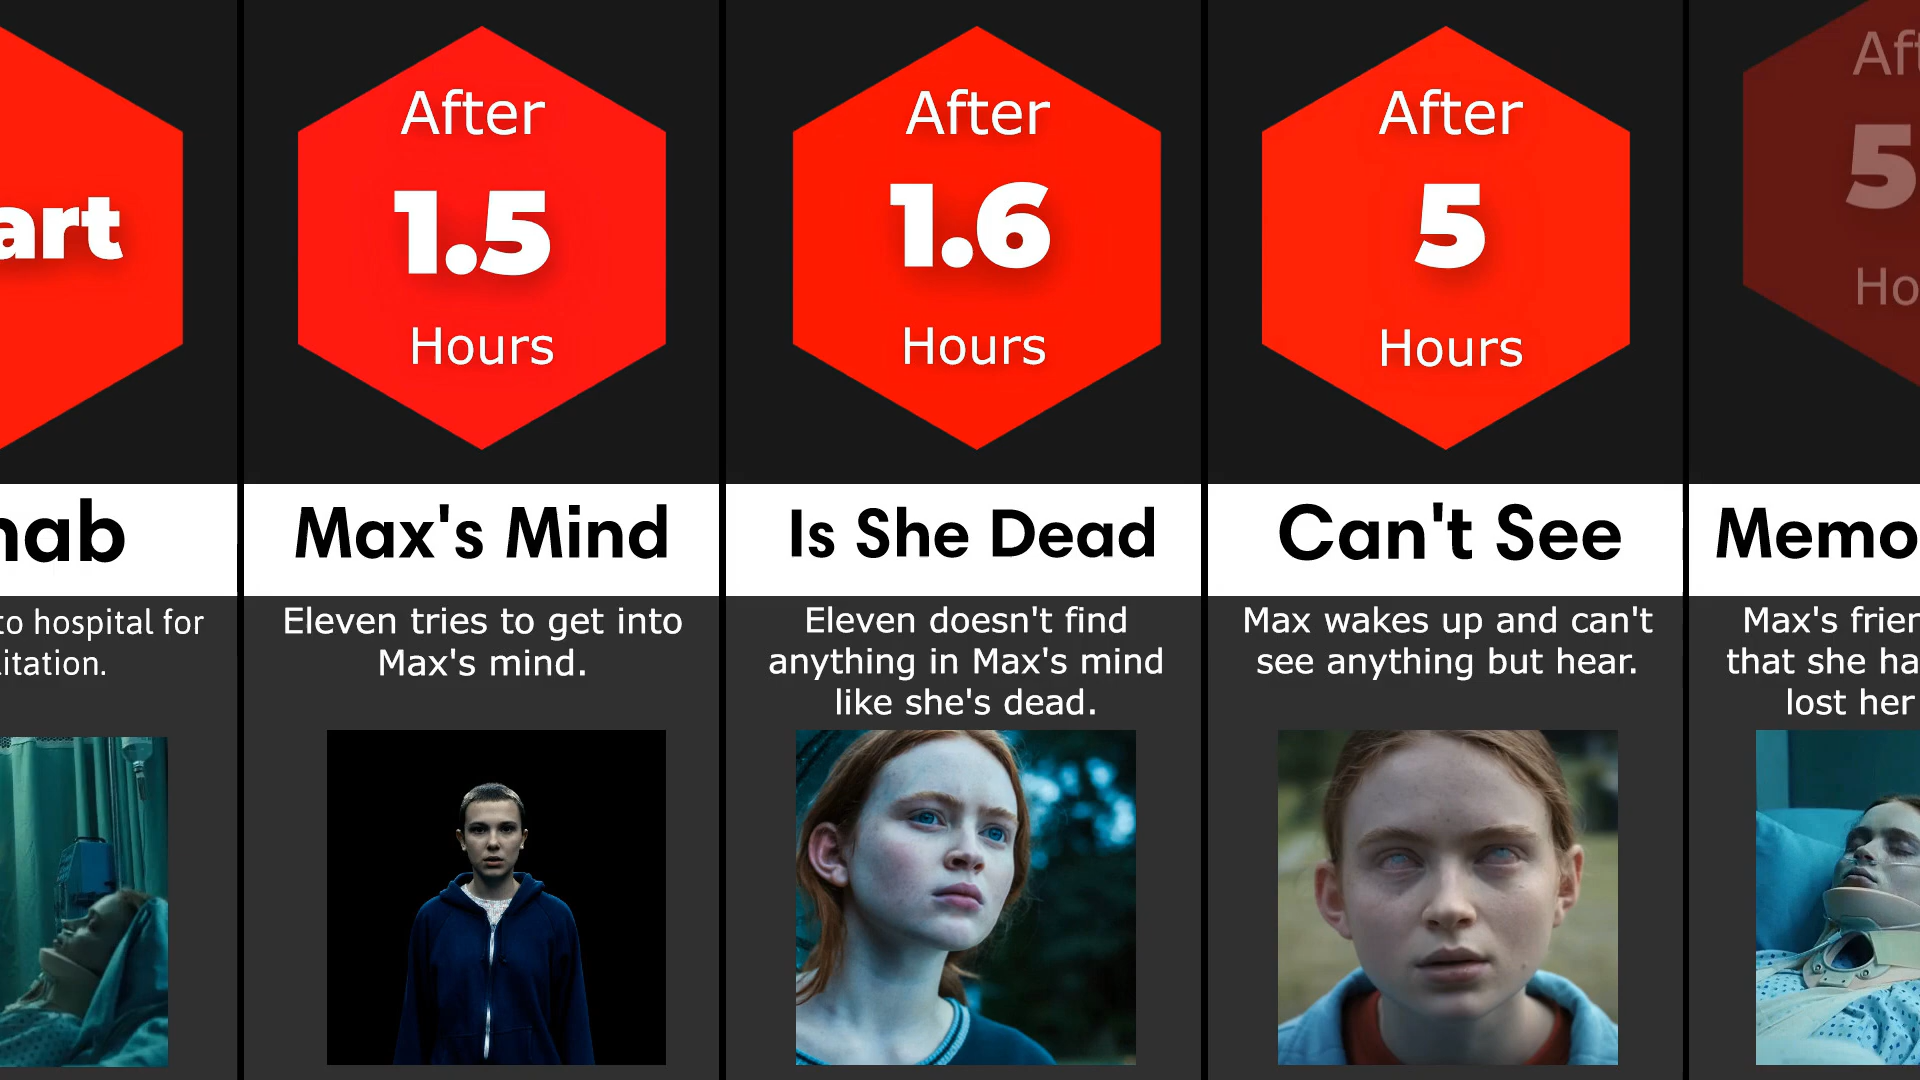 art
nab
to hospital for
itation.
After
1.5
Hours
Max's Mind
Eleven tries to get into
Max's mind.
After
1.6
Hours
Is She Dead
Eleven doesn't find
anything in Max's mind
like she's dead.
After
5
Hours
Can't See
Max wakes up and can't
see anything but hear.
Aft
5
Ho
Memo
Max's frien
that she ha
lost her